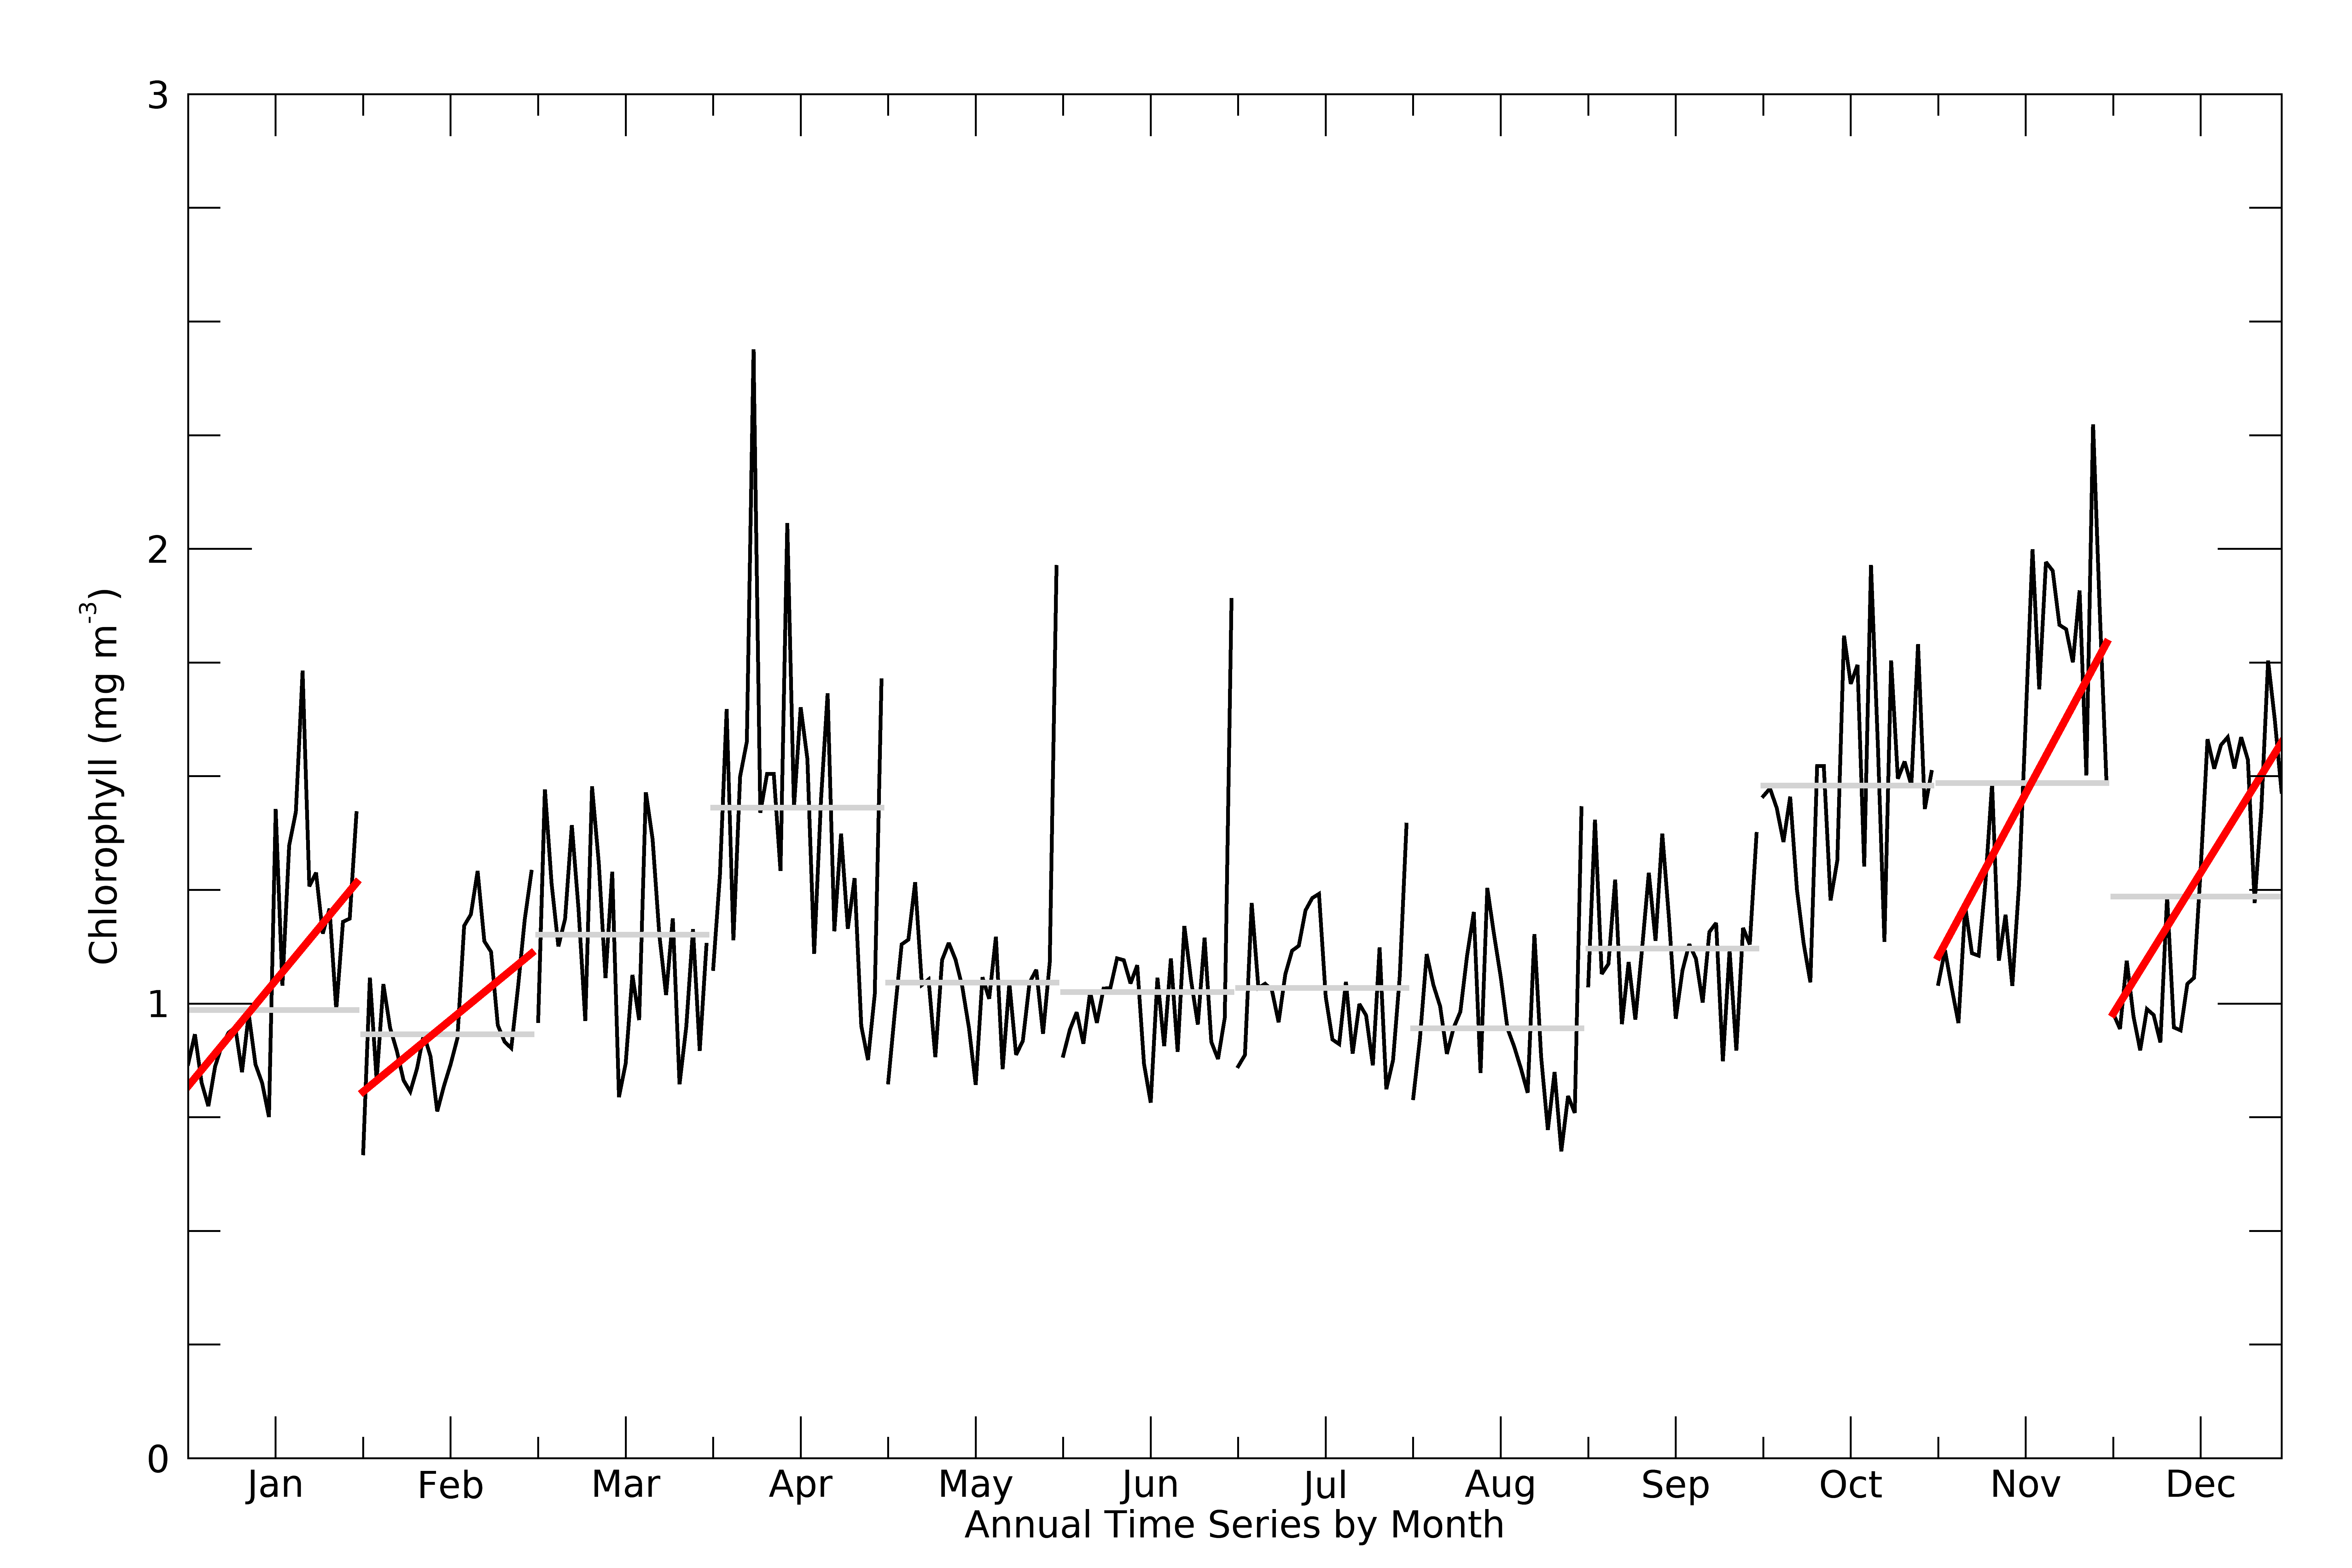 3
2
1
0
Chlorophyll (mg m-3)
Jan Feb Mar Apr May Jun Jul Aug Sep Oct Nov Dec
Annual Time Series by Month